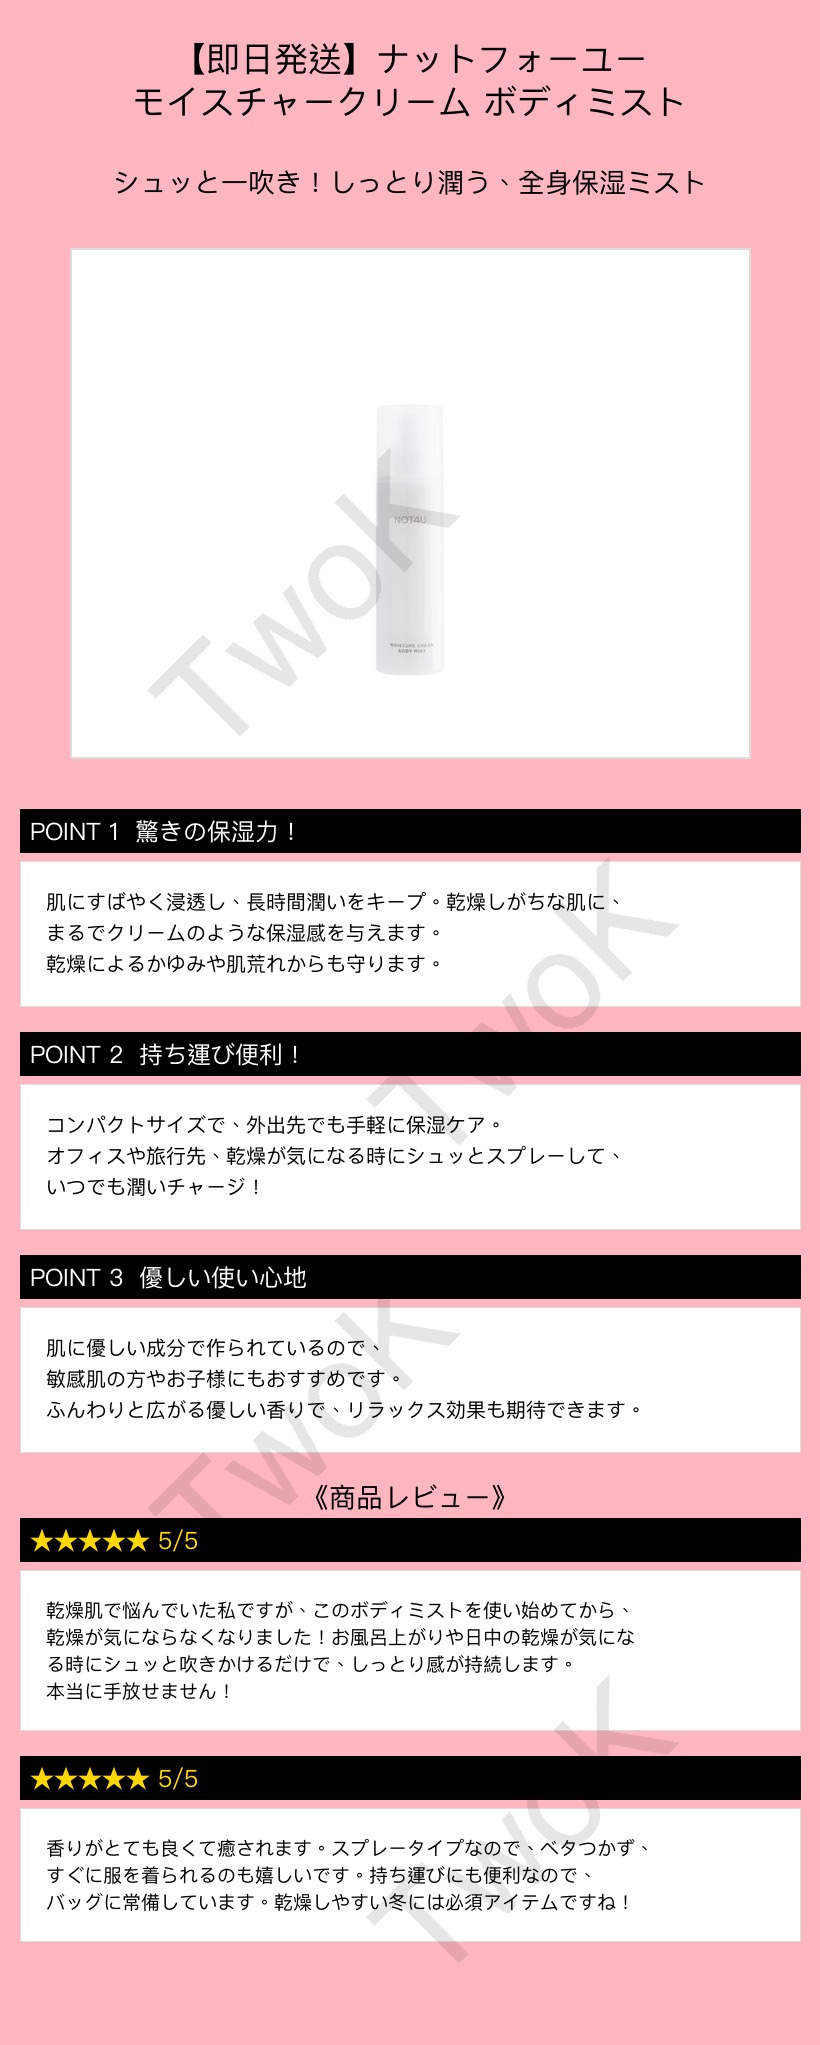 【即日発送】ナットフォーユー
モイスチャークリーム ボディミスト
シュッと一吹き！しっとり潤う、全身保湿ミスト
NOT4U
MOISTURE CREAM
BODY MIST
TwoK
POINT 1 驚きの保湿力！
肌にすばやく浸透し、長時間潤いをキープ。乾燥しがちな肌に、
まるでクリームのような保湿感を与えます。
乾燥によるかゆみや肌荒れからも守ります。
TwoK
POINT 2 持ち運び便利！
コンパクトサイズで、外出先でも手軽に保湿ケア。
オフィスや旅行先、乾燥が気になる時にシュッとスプレーして、
いつでも潤いチャージ！
POINT 3 優しい使い心地
肌に優しい成分で作られているので、
敏感肌の方やお子様にもおすすめです。
ふんわりと広がる優しい香りで、リラックス効果も期待できます。
TwoK
《商品レビュー》
★★★★★ 5/5
乾燥肌で悩んでいた私ですが、このボディミストを使い始めてから、
乾燥が気にならなくなりました！お風呂上がりや日中の乾燥が気にな
る時にシュッと吹きかけるだけで、しっとり感が持続します。
本当に手放せません！
★★★★★ 5/5
香りがとても良くて癒されます。スプレータイプなので、ベタつかず、
すぐに服を着られるのも嬉しいです。持ち運びにも便利なので、
バッグに常備しています。乾燥しやすい冬には必須アイテムですね！
TwoK